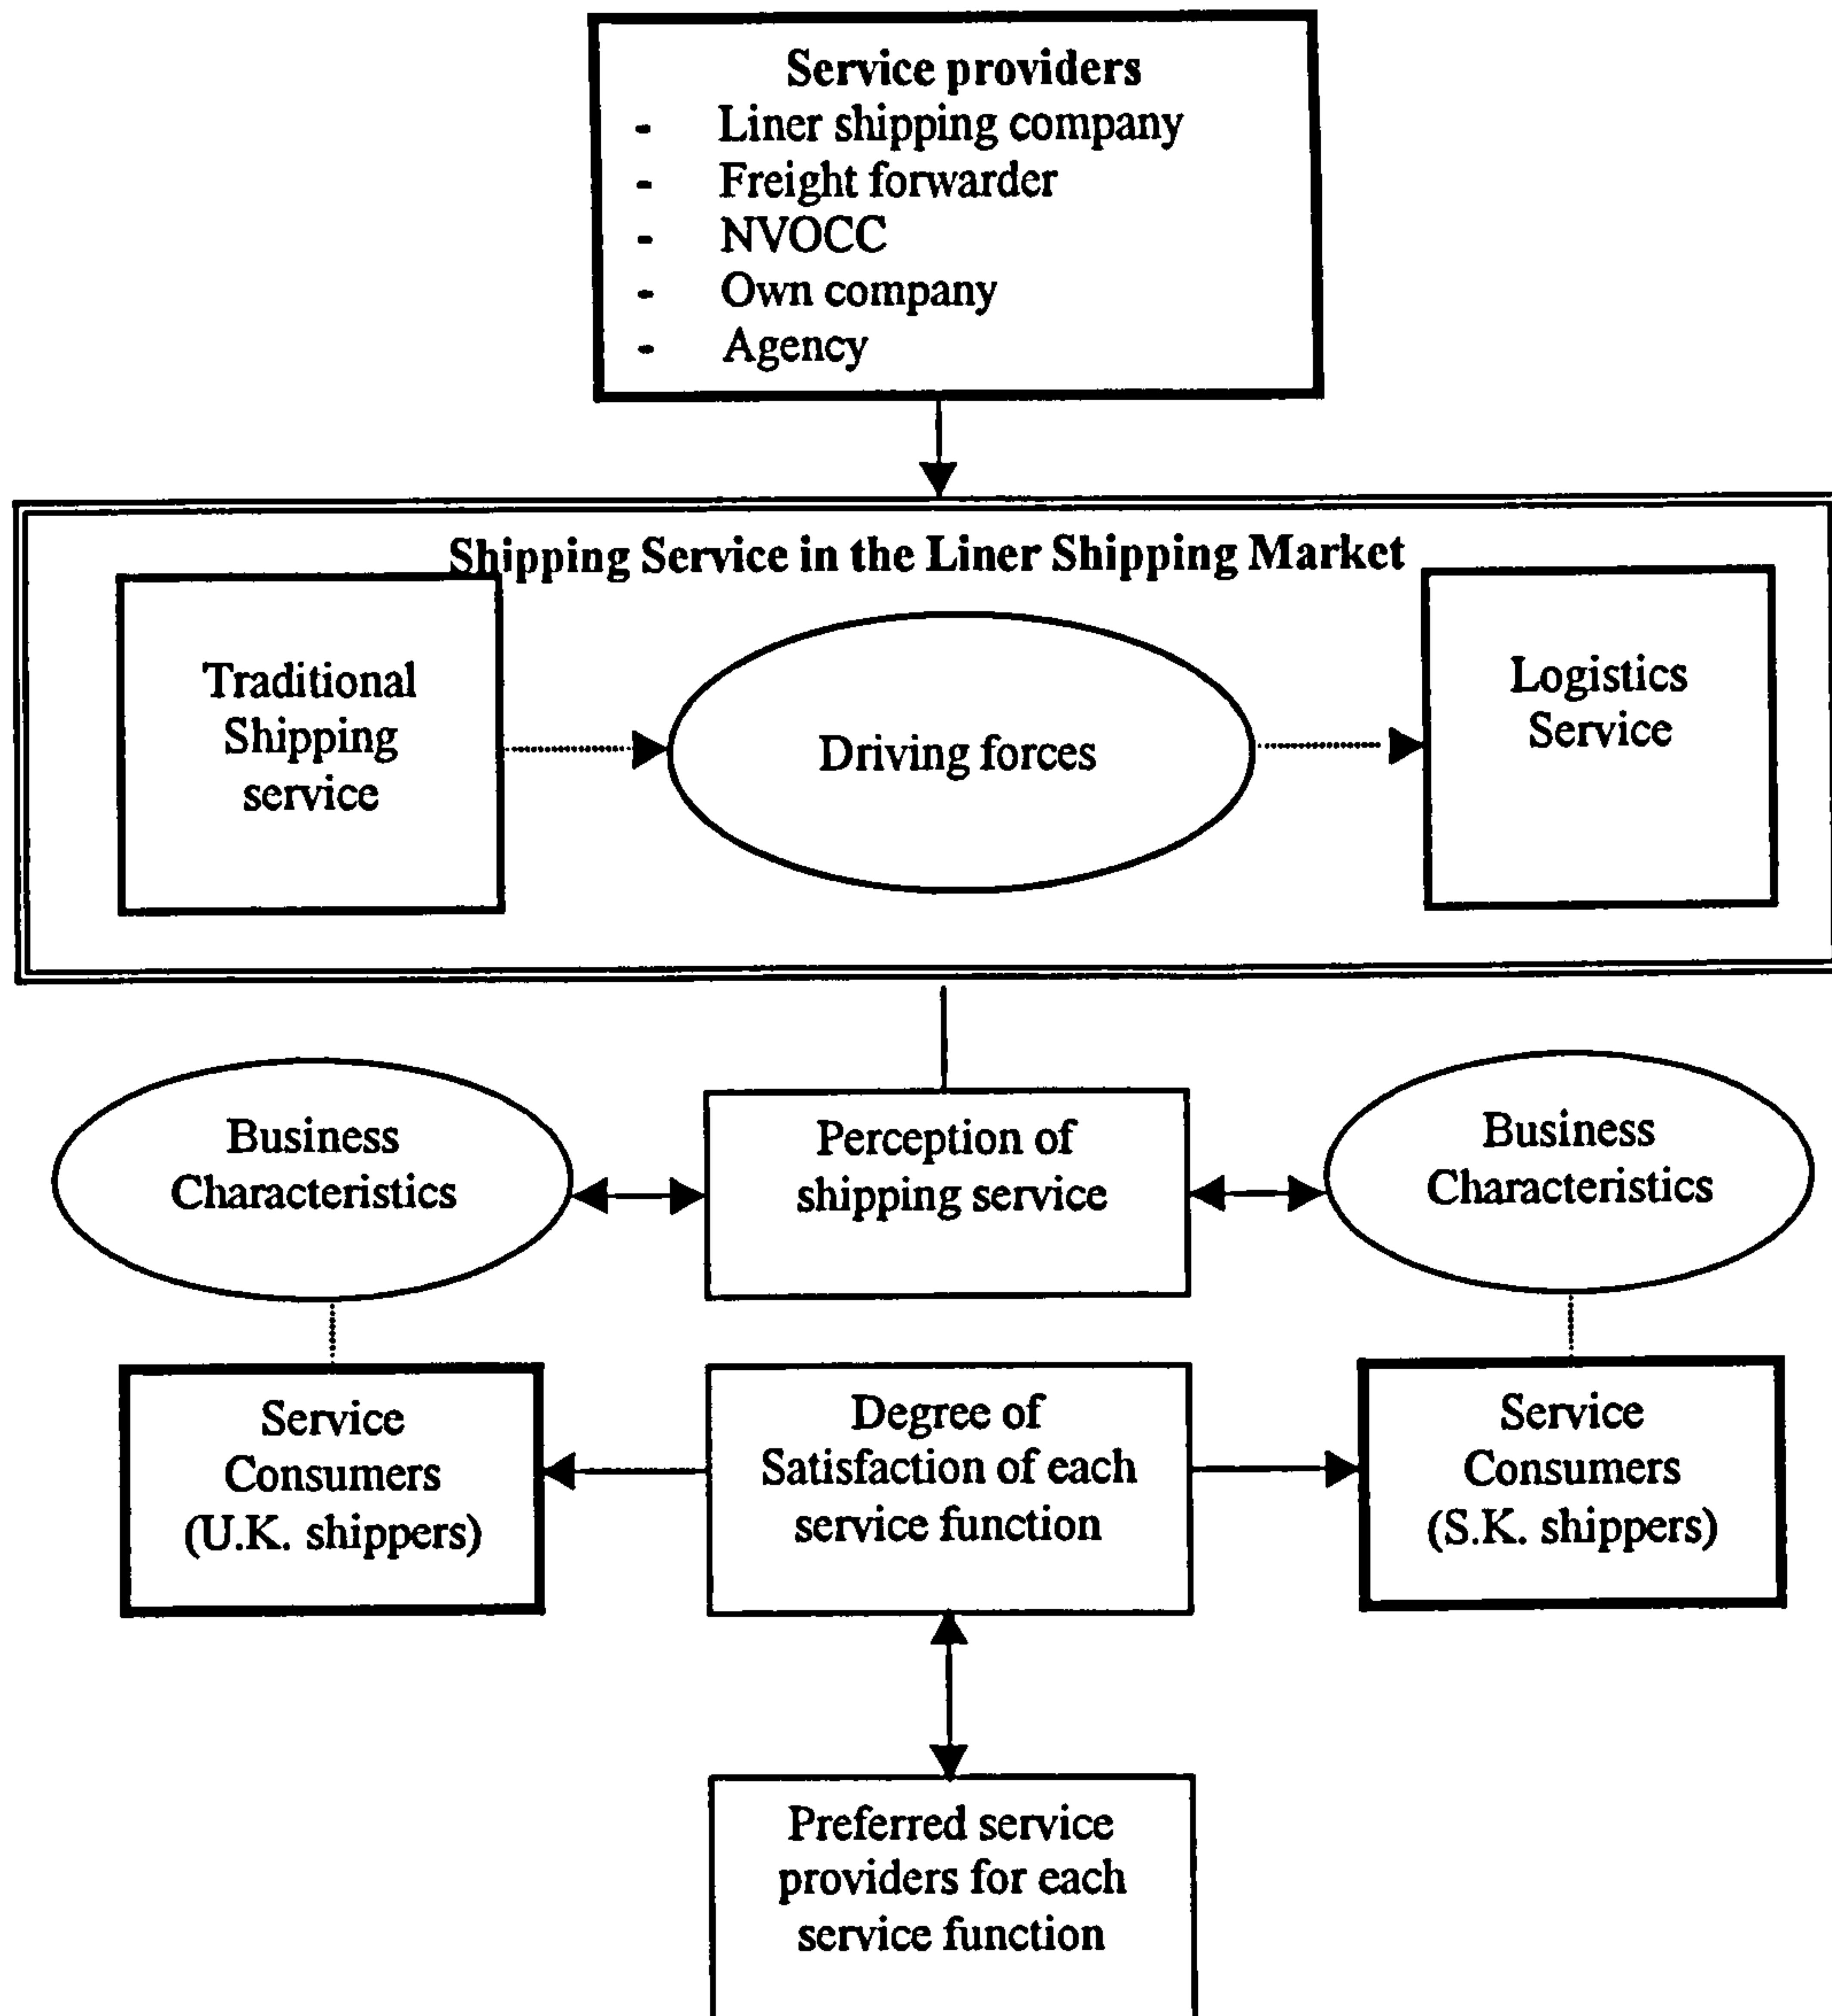 Service providers
- Liner shipping company
- Freight forwarder
- NVOCC
- Own company
- Agency
Shipping Service in the Liner Shipping Market
Traditional
Shipping
service
Driving forces
Logistics
Service
Business
Characteristics
Perception of
shipping service
Business
Characteristics
Service
Consumers
(U.K. shippers)
Degree of
Satisfaction of each
service function
Service
Consumers
(S.K. shippers)
Preferred service
providers for each
service function